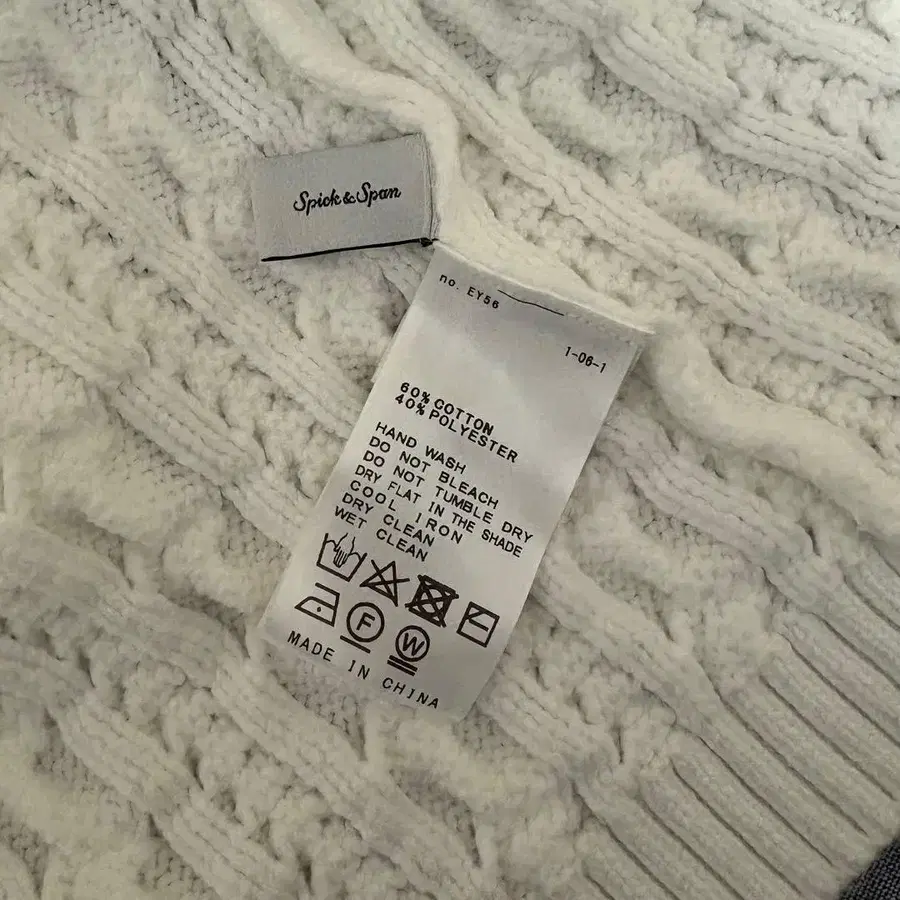 Spick & Span
no. EY56
1-06-1
60% COTTON
40% POLYESTER
HAND WASH
DO NOT BLEACH
DO NOT TUMBLE DRY
DRY FLAT IN THE SHADE
COOL IRON
DRY CLEAN
WET CLEAN
F
W
MADE IN CHINA